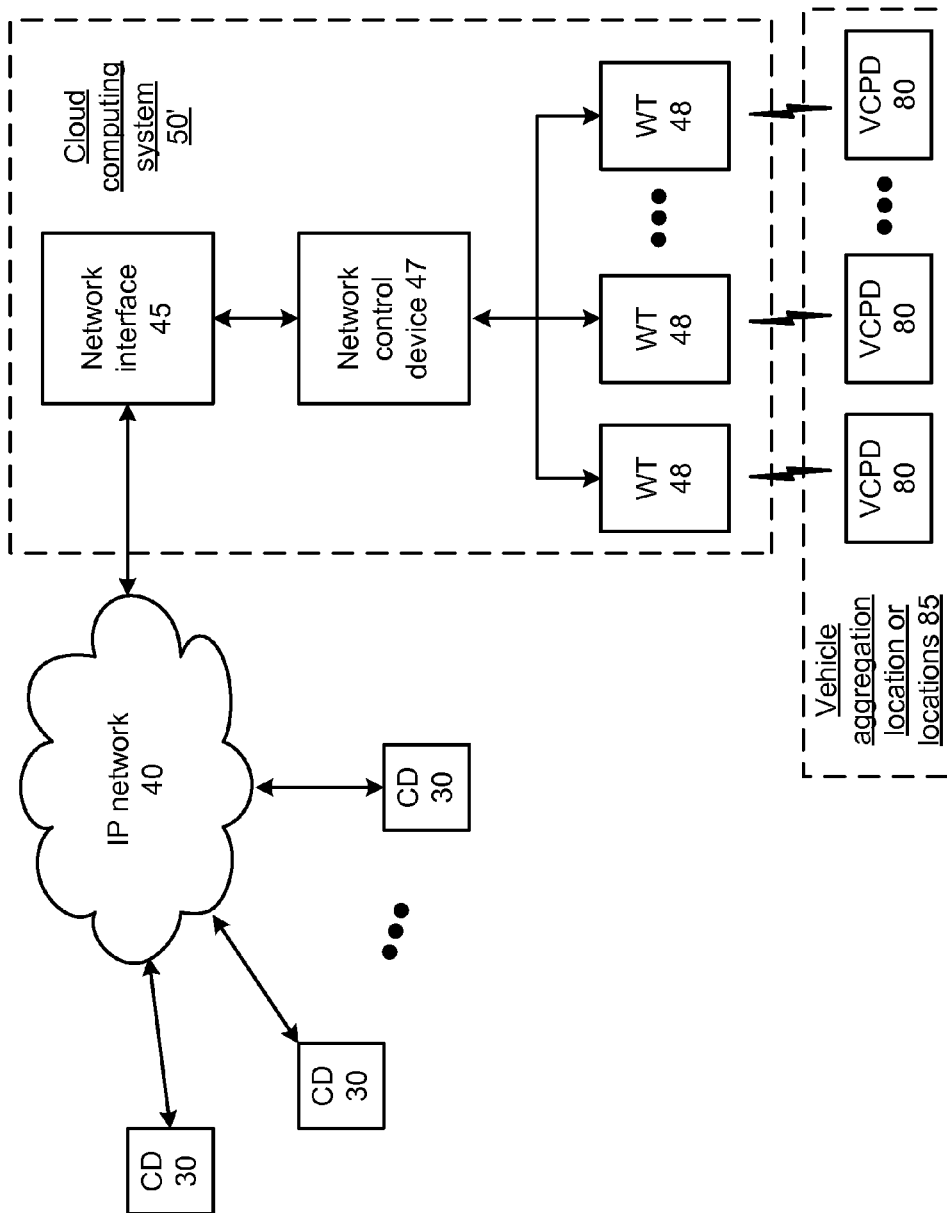 CD
30
CD
30
CD
30
IP network
40
Cloud
computing
system
50'
Network
interface
45
Network
control
device 47
WT
48
WT
48
WT
48
Vehicle
aggregation
location or
locations 85
VCPD
80
VCPD
80
VCPD
80